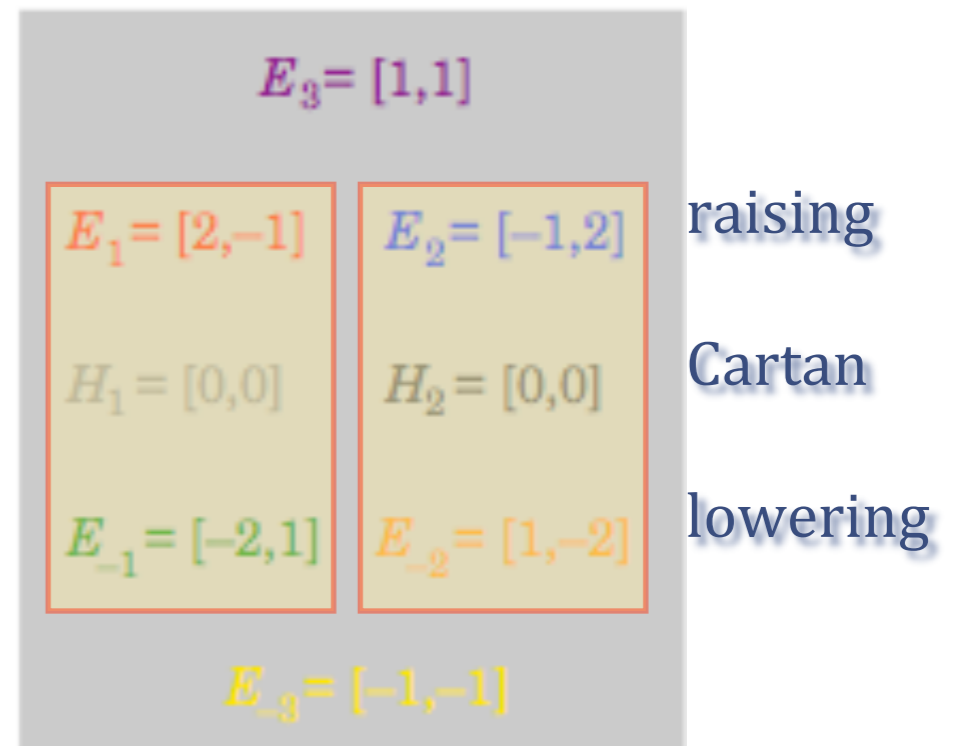 E₃= [1,1]
E₁= [2,–1] E₂= [–1,2] raising
H₁= [0,0] H₂= [0,0] Cartan
E₋₁= [–2,1] E₋₂= [1,–2] lowering
E₋₃= [–1,–1]